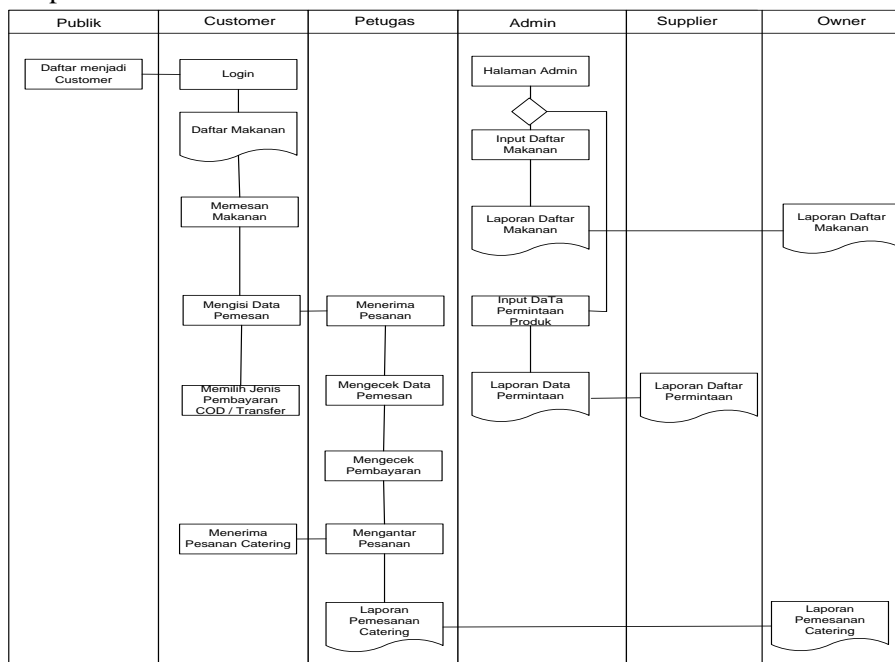 Publik
Customer
Petugas
Admin
Supplier
Owner
Daftar menjadi
Customer
Login
Halaman Admin
Daftar Makanan
Input Daftar
Makanan
Memesan
Makanan
Laporan Daftar
Makanan
Laporan Daftar
Makanan
Mengisi Data
Pemesan
Menerima
Pesanan
Input DaTa
Permintaan
Produk
Memilih Jenis
Pembayaran
COD / Transfer
Mengecek Data
Pemesan
Laporan Data
Permintaan
Laporan Daftar
Permintaan
Mengecek
Pembayaran
Menerima
Pesanan Catering
Mengantar
Pesanan
Laporan
Pemesanan
Catering
Laporan
Pemesanan
Catering